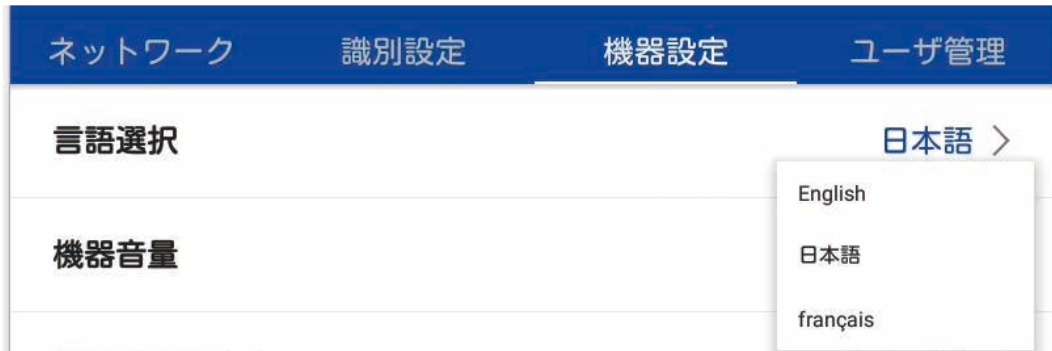 ネットワーク 識別設定 機器設定 ユーザ管理
言語選択 日本語 >
English
機器音量
日本語
français